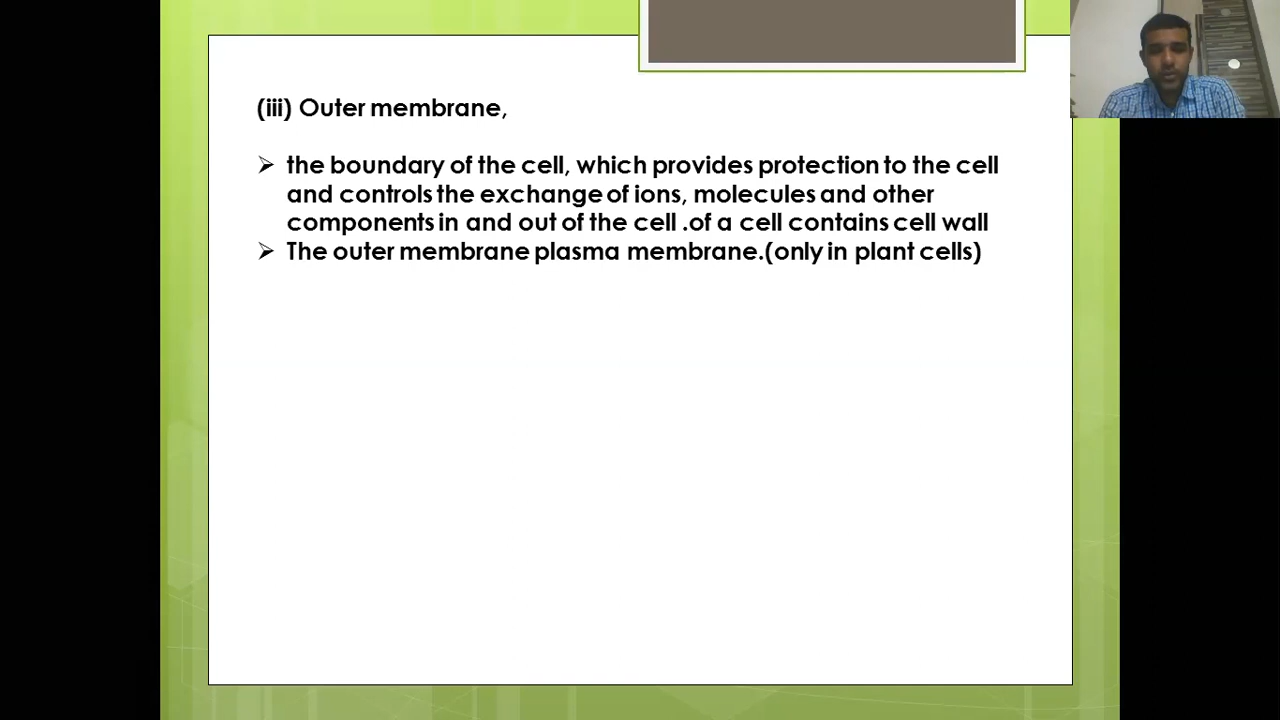 (iii) Outer membrane,
➢ the boundary of the cell, which provides protection to the cell
and controls the exchange of ions, molecules and other
components in and out of the cell .of a cell contains cell wall
➢ The outer membrane plasma membrane.(only in plant cells)